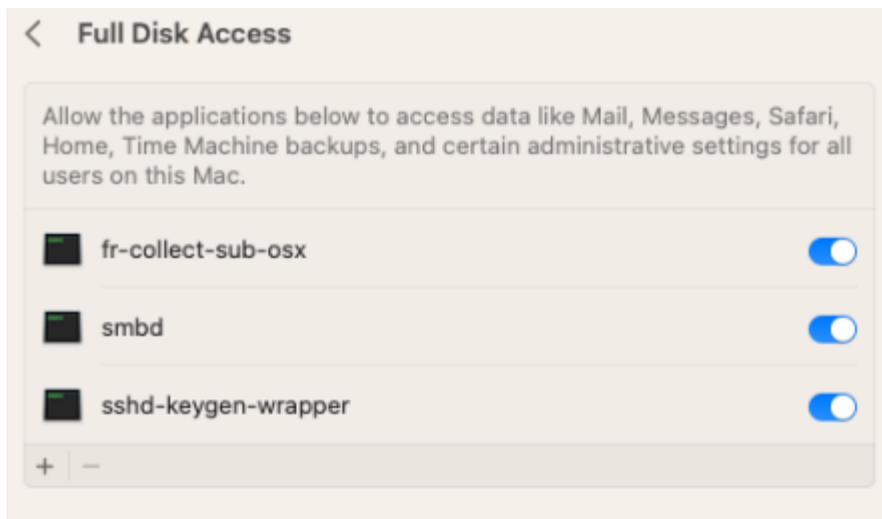 Full Disk Access
Allow the applications below to access data like Mail, Messages, Safari,
Home, Time Machine backups, and certain administrative settings for all
users on this Mac.
fr-collect-sub-osx
smbd
sshd-keygen-wrapper